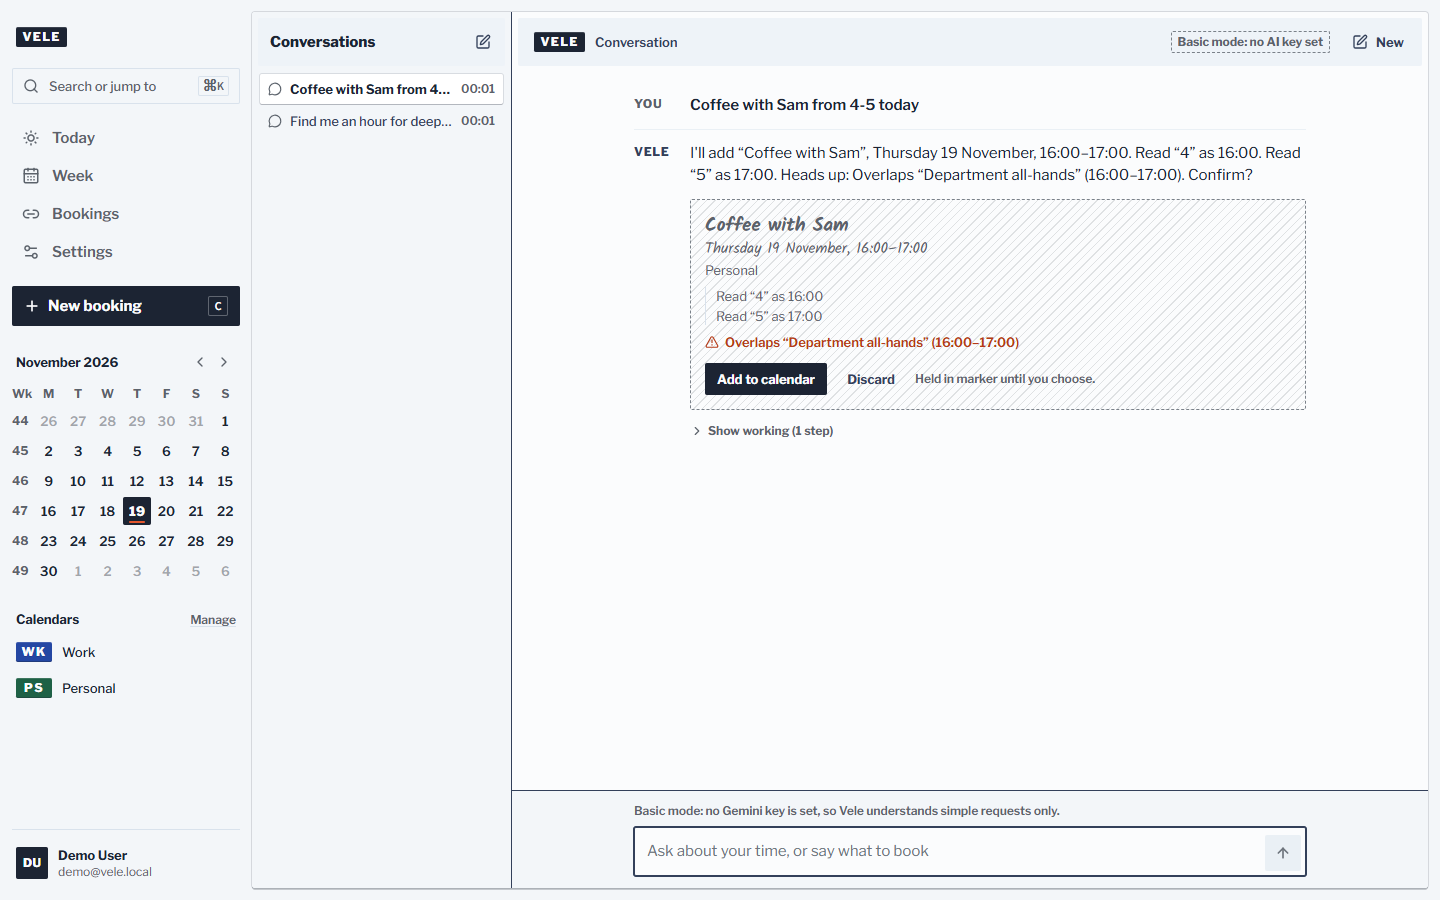 VELE
Search or jump to ⌘K
Today
Week
Bookings
Settings
+ New booking C
November 2026
Wk M T W T F S S
44 26 27 28 29 30 31 1
45 2 3 4 5 6 7 8
46 9 10 11 12 13 14 15
47 16 17 18 19 20 21 22
48 23 24 25 26 27 28 29
49 30 1 2 3 4 5 6
Calendars Manage
WK Work
PS Personal
DU Demo User
demo@vele.local
Conversations
Coffee with Sam from 4... 00:01
Find me an hour for deep... 00:01
VELE Conversation Basic mode: no AI key set New
YOU Coffee with Sam from 4-5 today
VELE I'll add “Coffee with Sam”, Thursday 19 November, 16:00–17:00. Read “4” as 16:00. Read
“5” as 17:00. Heads up: Overlaps “Department all-hands” (16:00–17:00). Confirm?
Coffee with Sam
Thursday 19 November, 16:00–17:00
Personal
Read “4” as 16:00
Read “5” as 17:00
Overlaps “Department all-hands” (16:00–17:00)
Add to calendar Discard Held in marker until you choose.
Show working (1 step)
Basic mode: no Gemini key is set, so Vele understands simple requests only.
Ask about your time, or say what to book